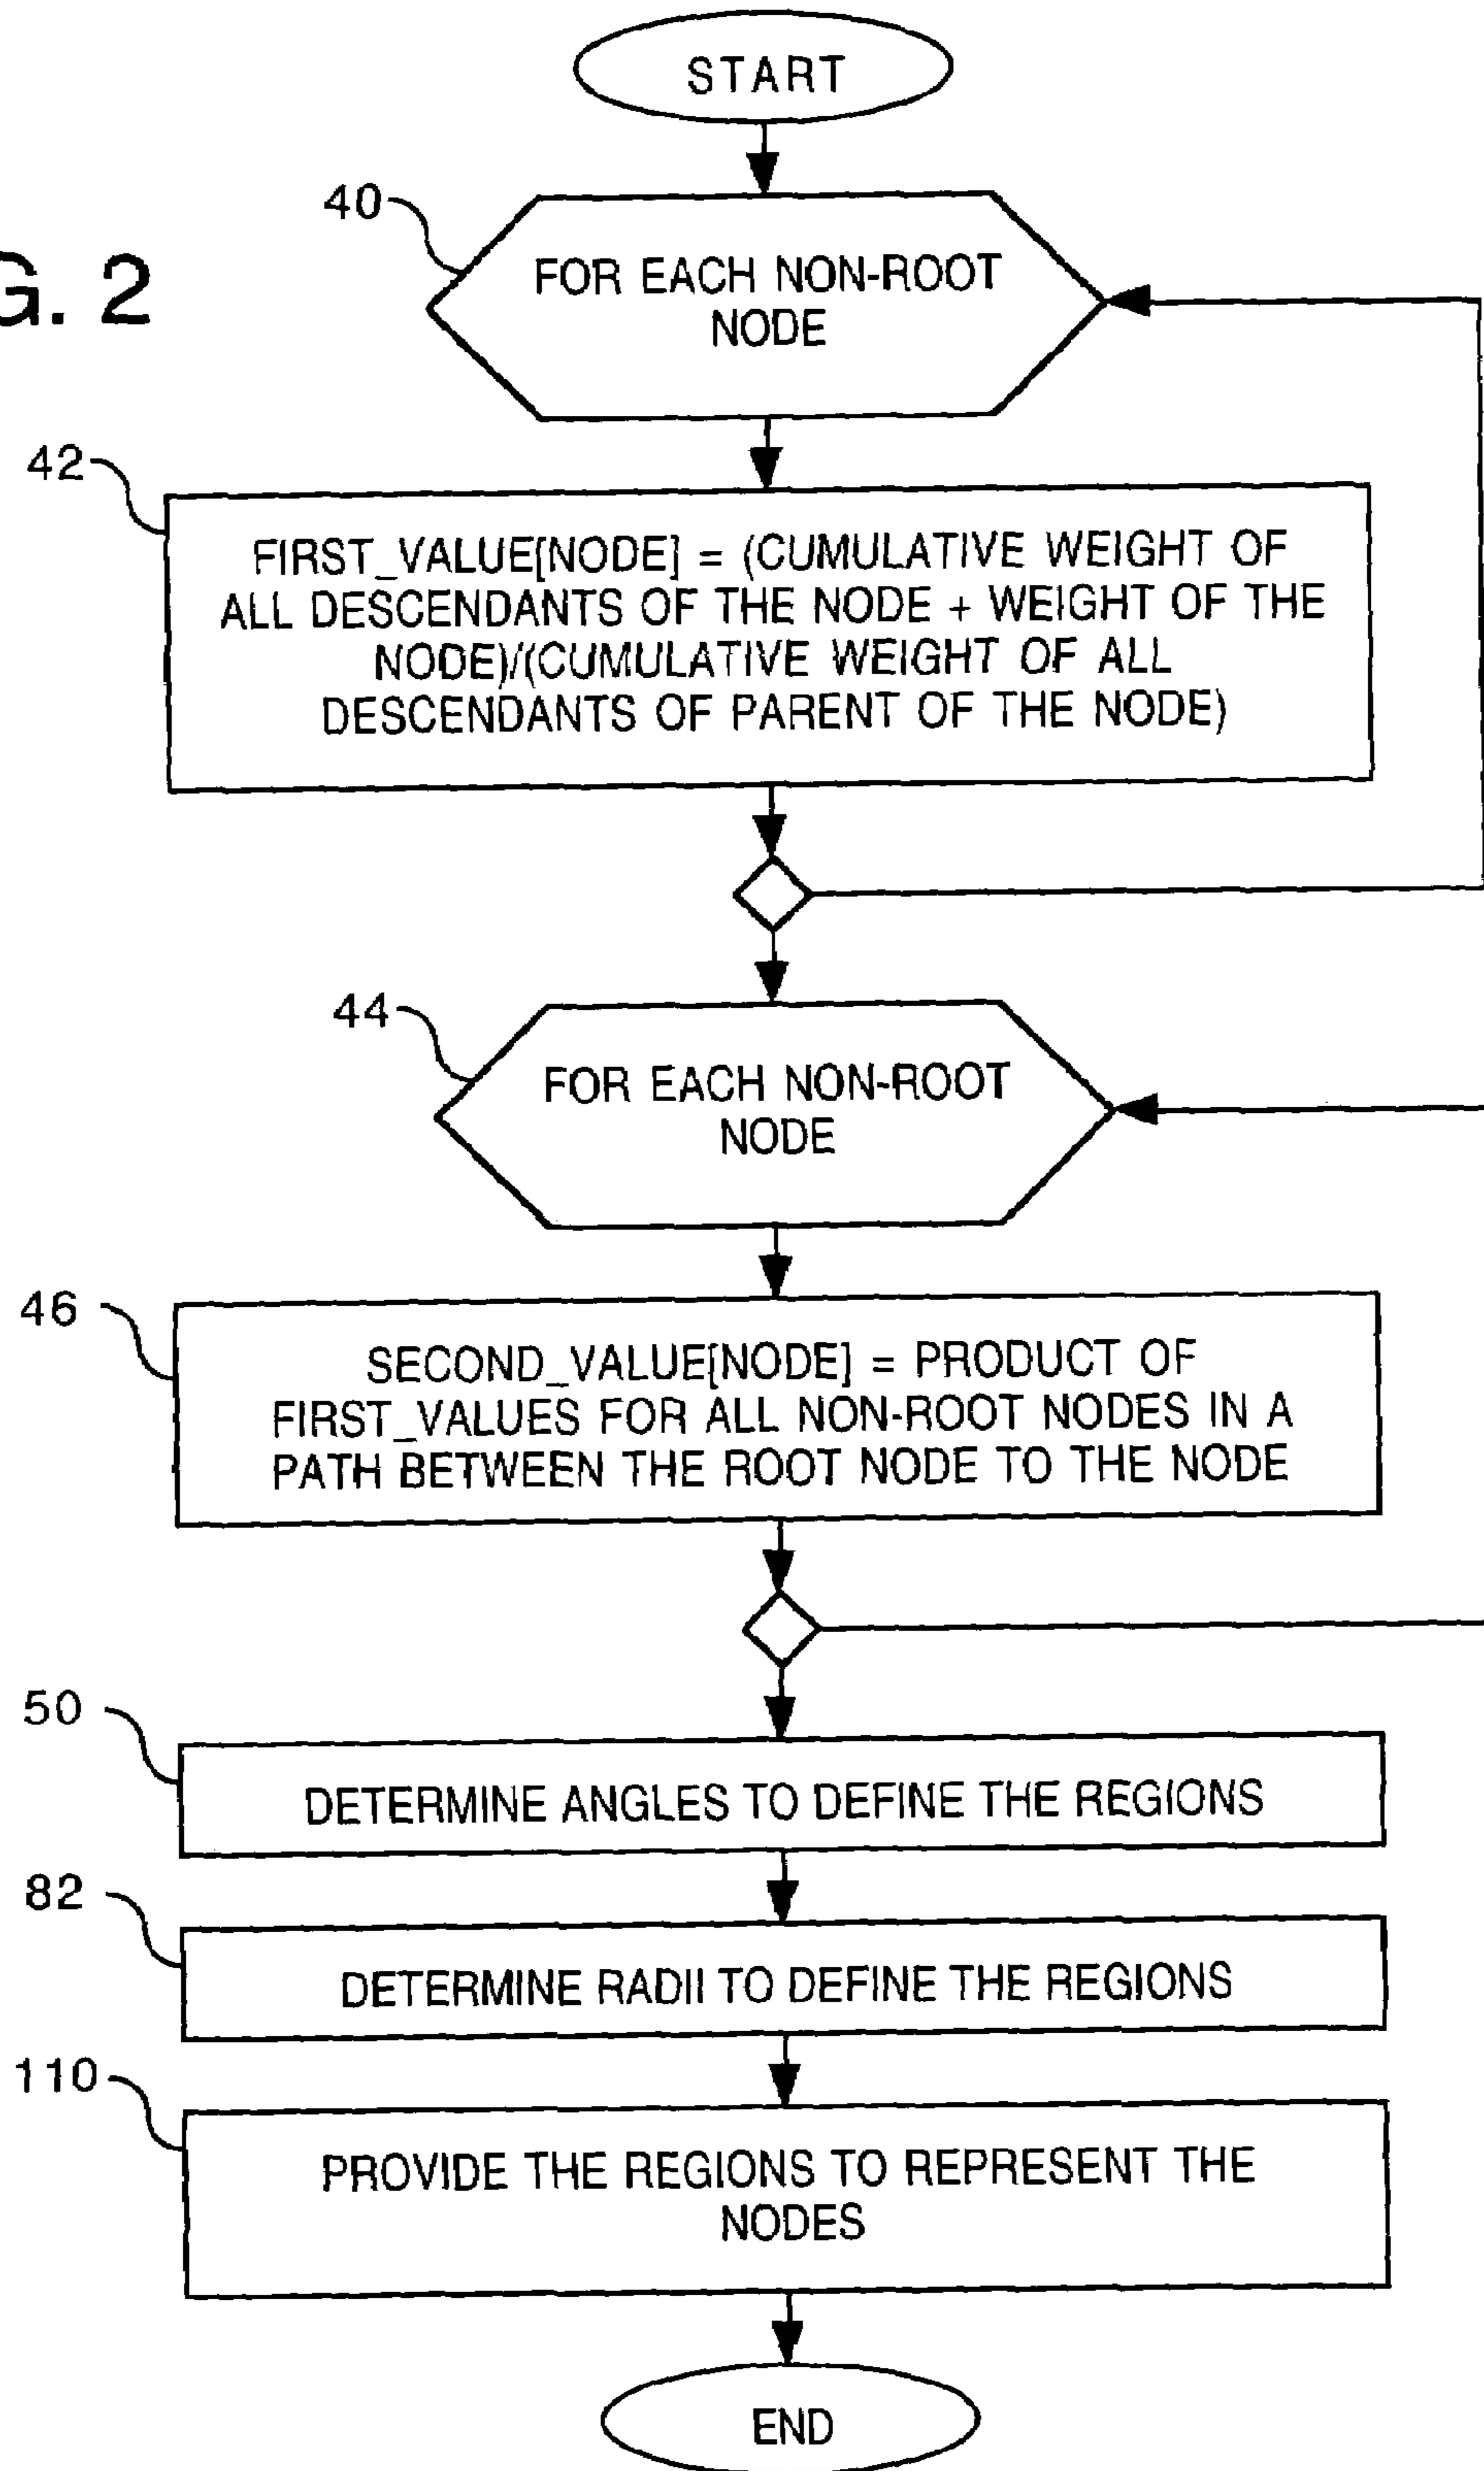 START
40
FOR EACH NON-ROOT
NODE
G. 2
42
FIRST_VALUE[NODE] = (CUMULATIVE WEIGHT OF
ALL DESCENDANTS OF THE NODE + WEIGHT OF THE
NODE)/(CUMULATIVE WEIGHT OF ALL
DESCENDANTS OF PARENT OF THE NODE)
44
FOR EACH NON-ROOT
NODE
46
SECOND_VALUE[NODE] = PRODUCT OF
FIRST_VALUES FOR ALL NON-ROOT NODES IN A
PATH BETWEEN THE ROOT NODE TO THE NODE
50
DETERMINE ANGLES TO DEFINE THE REGIONS
82
DETERMINE RADII TO DEFINE THE REGIONS
110
PROVIDE THE REGIONS TO REPRESENT THE
NODES
END